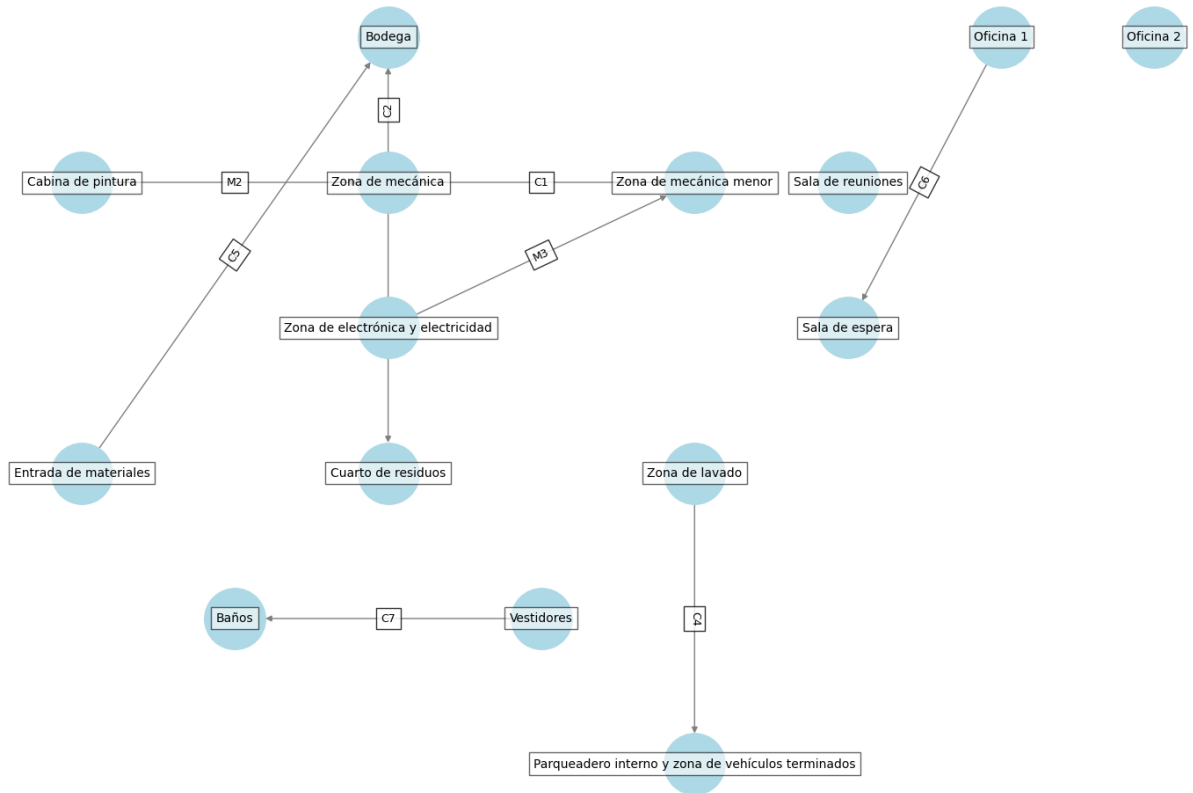 Bodega
Oficina 1
Oficina 2
C2
Cabina de pintura
M2
Zona de mecánica
C1
Zona de mecánica menor
Sala de reuniones
C6
C5
M3
Zona de electrónica y electricidad
Sala de espera
Entrada de materiales
Cuarto de residuos
Zona de lavado
Baños
C7
Vestidores
C4
Parqueadero interno y zona de vehículos terminados